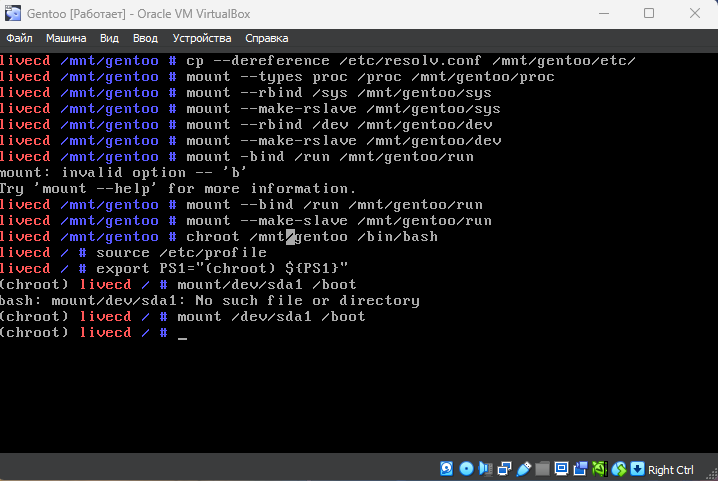 Gentoo [Работает] - Oracle VM VirtualBox
Файл Машина Вид Ввод Устройства Справка
livecd /mnt/gentoo # cp --dereference /etc/resolv.conf /mnt/gentoo/etc/
livecd /mnt/gentoo # mount --types proc /proc /mnt/gentoo/proc
livecd /mnt/gentoo # mount --rbind /sys /mnt/gentoo/sys
livecd /mnt/gentoo # mount --make-rslave /mnt/gentoo/sys
livecd /mnt/gentoo # mount --rbind /dev /mnt/gentoo/dev
livecd /mnt/gentoo # mount --make-rslave /mnt/gentoo/dev
livecd /mnt/gentoo # mount -bind /run /mnt/gentoo/run
mount: invalid option -- 'b'
Try 'mount --help' for more information.
livecd /mnt/gentoo # mount --bind /run /mnt/gentoo/run
livecd /mnt/gentoo # mount --make-slave /mnt/gentoo/run
livecd /mnt/gentoo # chroot /mnt/gentoo /bin/bash
livecd / # source /etc/profile
livecd / # export PS1="(chroot) ${PS1}"
(chroot) livecd / # mount/dev/sda1 /boot
bash: mount/dev/sda1: No such file or directory
(chroot) livecd / # mount /dev/sda1 /boot
(chroot) livecd / # _
Right Ctrl